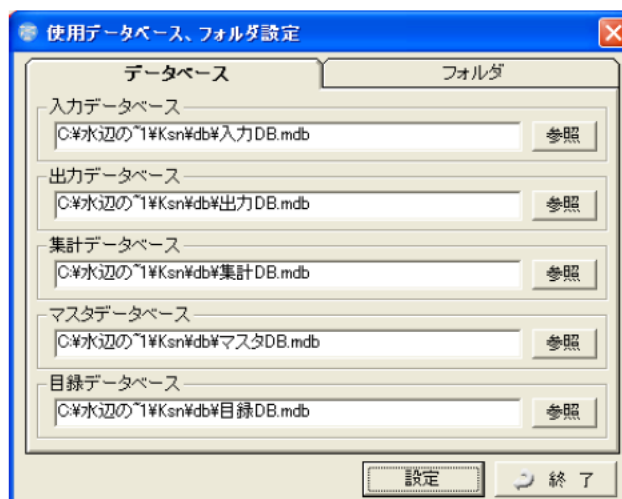 使用データベース、フォルダ設定
データベース フォルダ
入力データベース
C:¥水辺の~1¥Ksn¥db¥入力DB.mdb 参照
出力データベース
C:¥水辺の~1¥Ksn¥db¥出力DB.mdb 参照
集計データベース
C:¥水辺の~1¥Ksn¥db¥集計DB.mdb 参照
マスタデータベース
C:¥水辺の~1¥Ksn¥db¥マスタDB.mdb 参照
目録データベース
C:¥水辺の~1¥Ksn¥db¥目録DB.mdb 参照
設定 終 了